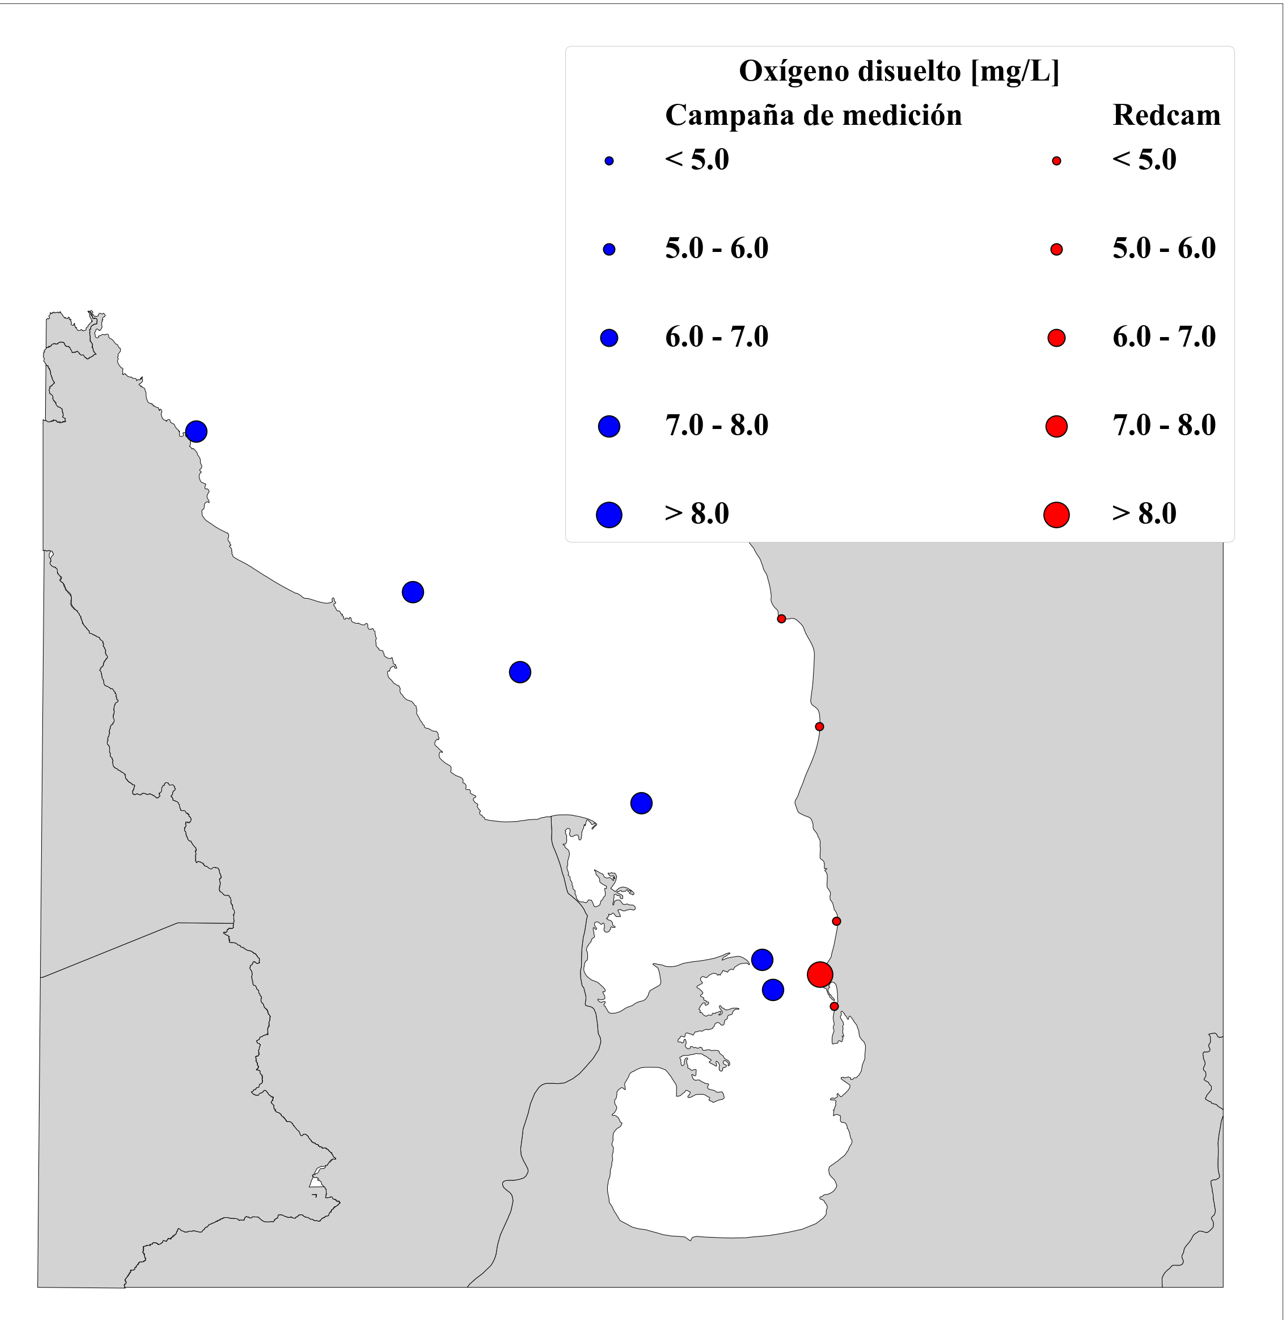 Oxígeno disuelto [mg/L]
Campaña de medición Redcam
< 5.0 < 5.0
5.0 - 6.0 5.0 - 6.0
6.0 - 7.0 6.0 - 7.0
7.0 - 8.0 7.0 - 8.0
> 8.0 > 8.0